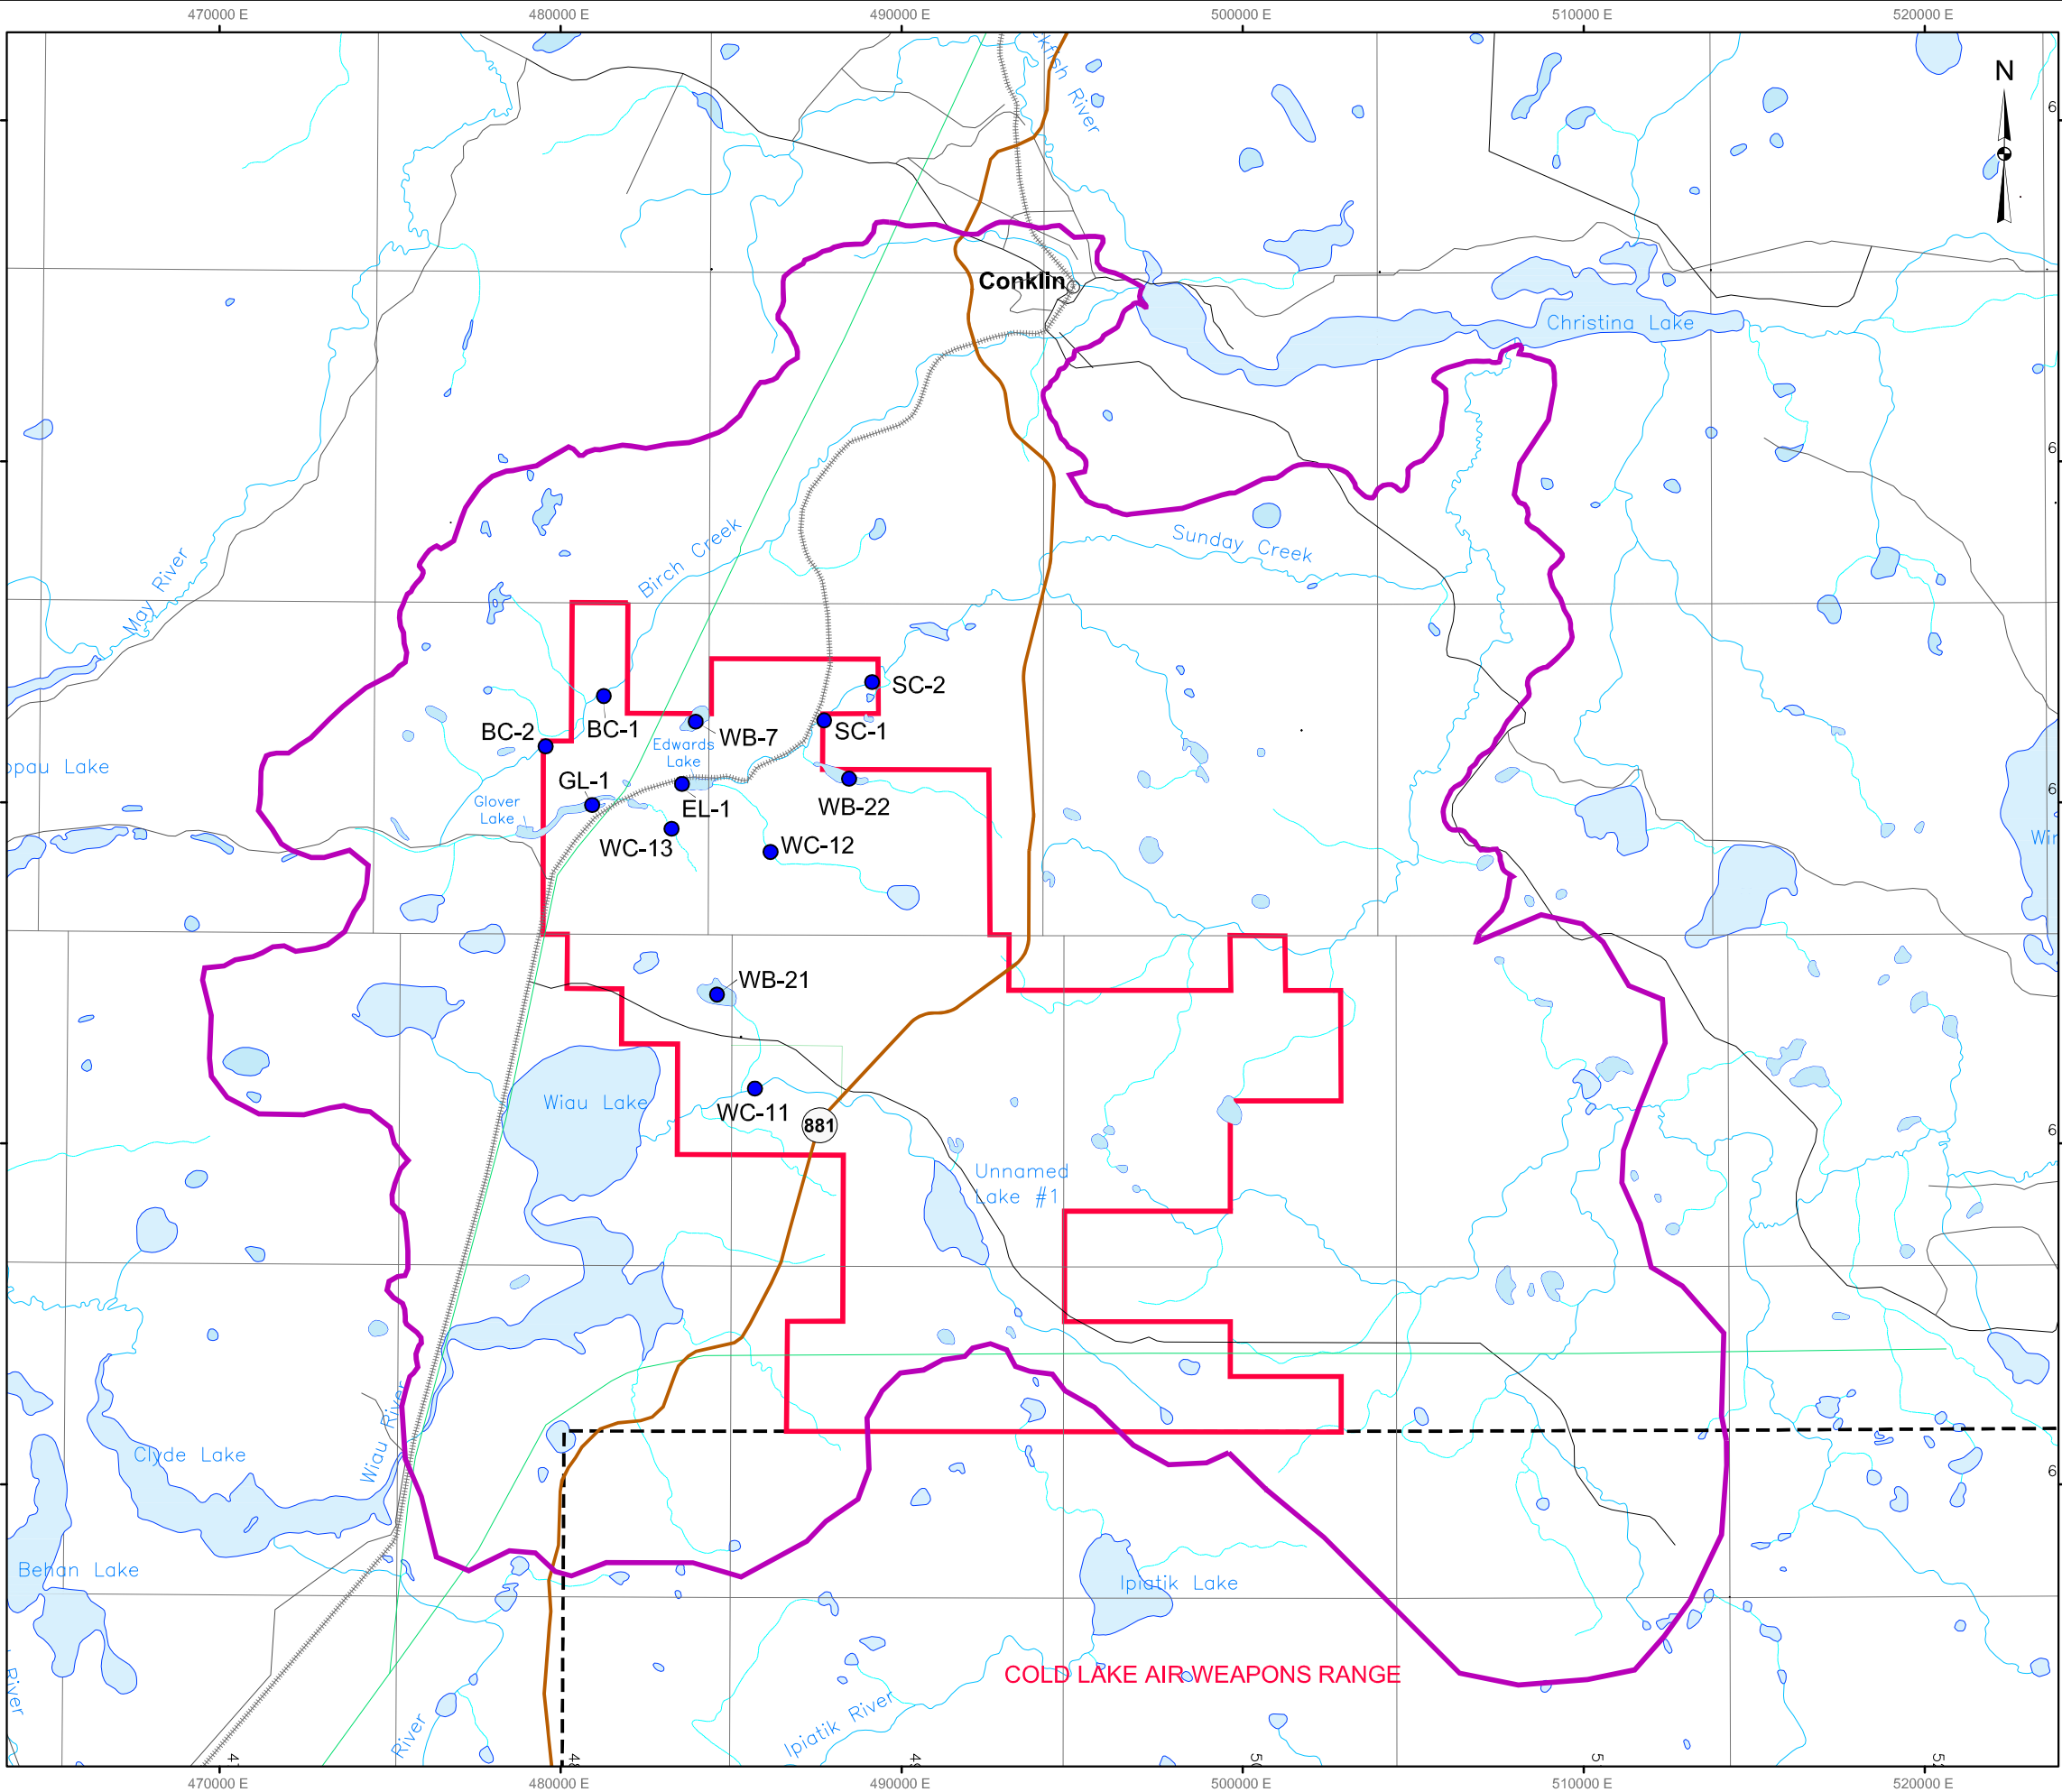 470000 E
480000 E
490000 E
500000 E
510000 E
520000 E
N
River
Conklin
Christina Lake
Birch Creek
Sunday Creek
May River
SC-2
BC-2
BC-1
WB-7
SC-1
Edwards
Lake
GL-1
EL-1
WB-22
Glover
Lake
WC-13
WC-12
WB-21
Wiau Lake
WC-11
881
Unnamed
Lake #1
Wiau River
Clyde Lake
Behan Lake
Ipiatik Lake
COLD LAKE AIR WEAPONS RANGE
Ipiatik River
River
River
470000 E
480000 E
490000 E
500000 E
510000 E
520000 E